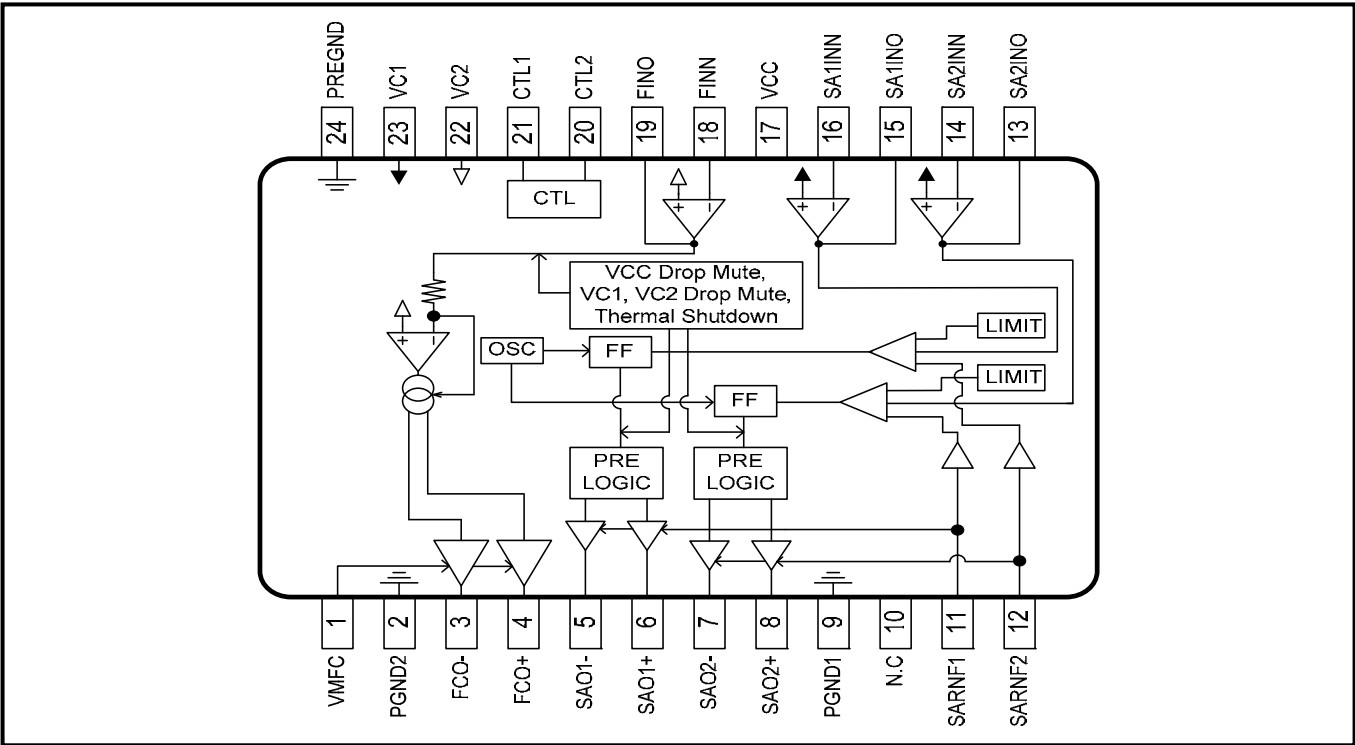 PREGND
VC1
VC2
CTL1
CTL2
FINO
FINN
VCC
SA1INN
SA1INO
SA2INN
SA2INO
24
23
22
21
20
19
18
17
16
15
14
13
CTL
+ -
+ -
+ -
VCC Drop Mute,
VC1, VC2 Drop Mute,
Thermal Shutdown
+ -
LIMIT
OSC
FF
LIMIT
FF
PRE
LOGIC
PRE
LOGIC
1
2
3
4
5
6
7
8
9
10
11
12
VMFC
PGND2
FCO-
FCO+
SAO1-
SAO1+
SAO2-
SAO2+
PGND1
N.C
SARNF1
SARNF2